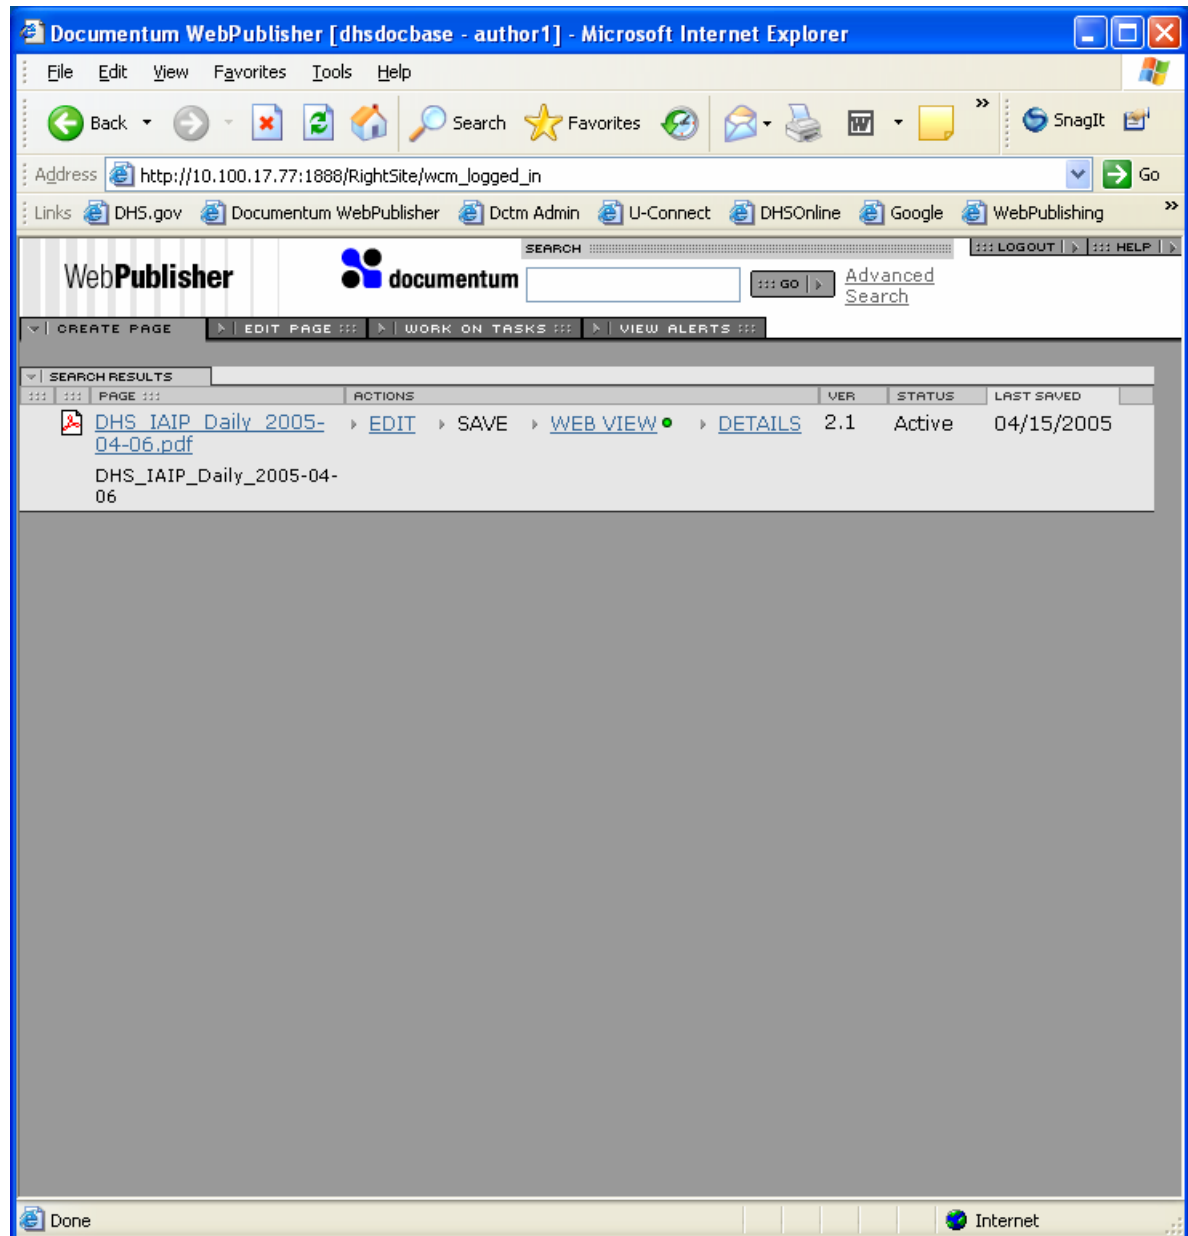 Documentum WebPublisher [dhsdocbase - author1] - Microsoft Internet Explorer
File Edit View Favorites Tools Help
Back Search Favorites W » SnagIt
Address http://10.100.17.77:1888/RightSite/wcm_logged_in Go
Links DHS.gov Documentum WebPublisher Dctm Admin U-Connect DHSOnline Google WebPublishing »
SEARCH ::: LOGOUT | ::: HELP |
WebPublisher documentum ::: GO | Advanced
Search
CREATE PAGE | EDIT PAGE ::: | WORK ON TASKS ::: | VIEW ALERTS :::
SEARCH RESULTS
::: ::: PAGE ::: ACTIONS VER STATUS LAST SAVED
DHS_IAIP_Daily_2005- EDIT SAVE WEB VIEW DETAILS 2.1 Active 04/15/2005
04-06.pdf
DHS_IAIP_Daily_2005-04-
06
Done Internet